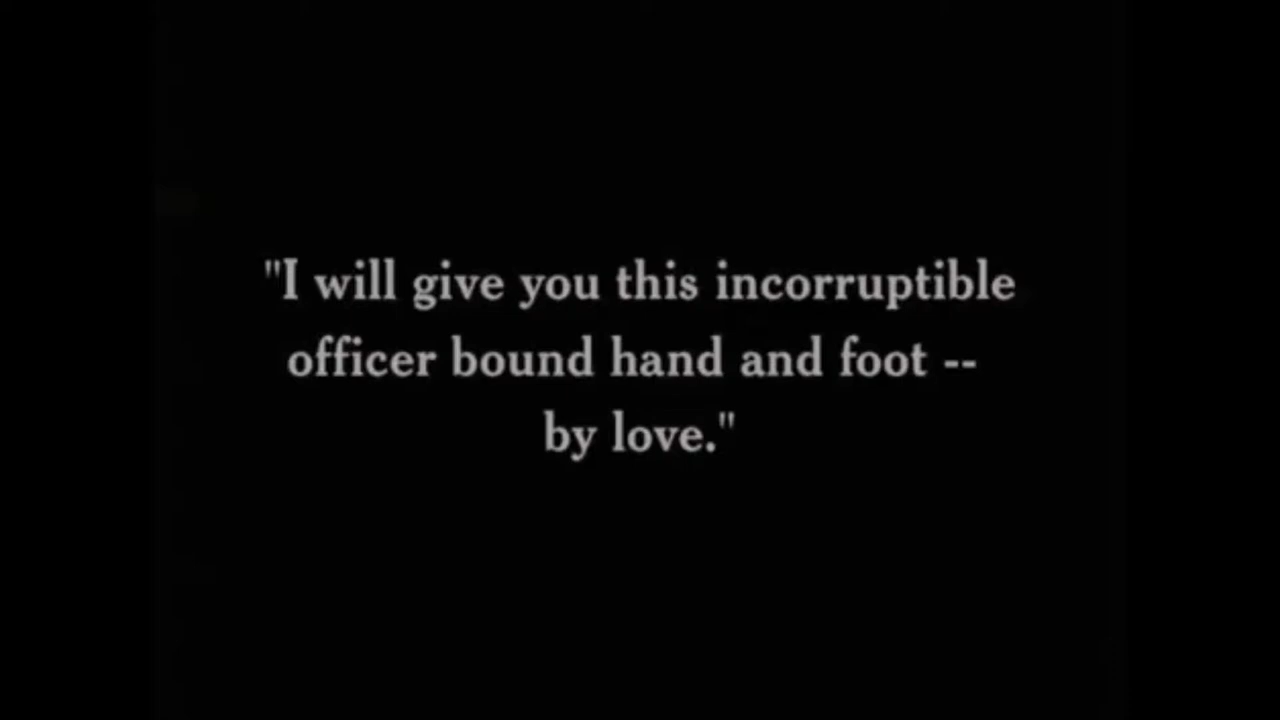 "I will give you this incorruptible
officer bound hand and foot --
by love."